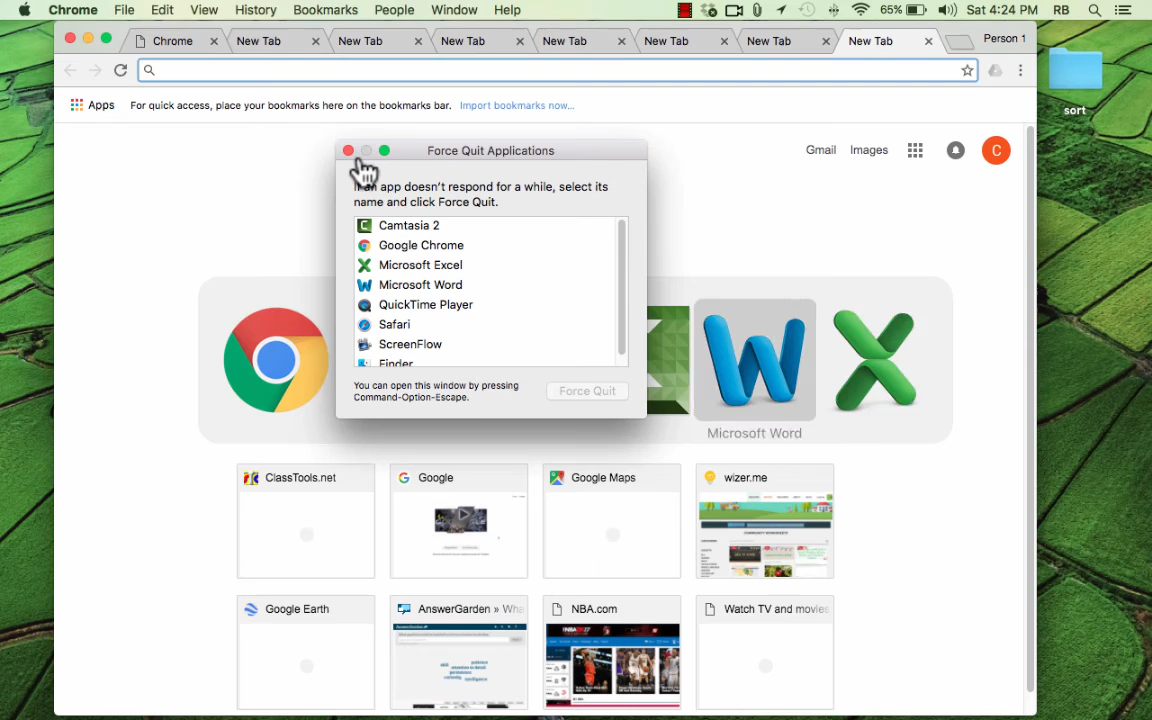 Chrome File Edit View History Bookmarks People Window Help 65% Sat 4:24 PM RB
Chrome New Tab New Tab New Tab New Tab New Tab New Tab New Tab Person 1
sort
Apps For quick access, place your bookmarks here on the bookmarks bar. Import bookmarks now...
Gmail Images C
Force Quit Applications
If an app doesn't respond for a while, select its
name and click Force Quit.
Camtasia 2
Google Chrome
Microsoft Excel
Microsoft Word
QuickTime Player
Safari
ScreenFlow
Finder
You can open this window by pressing
Command-Option-Escape.
Force Quit
Microsoft Word
ClassTools.net Google Google Maps wizer.me
Google Earth AnswerGarden » Wha NBA.com Watch TV and movies